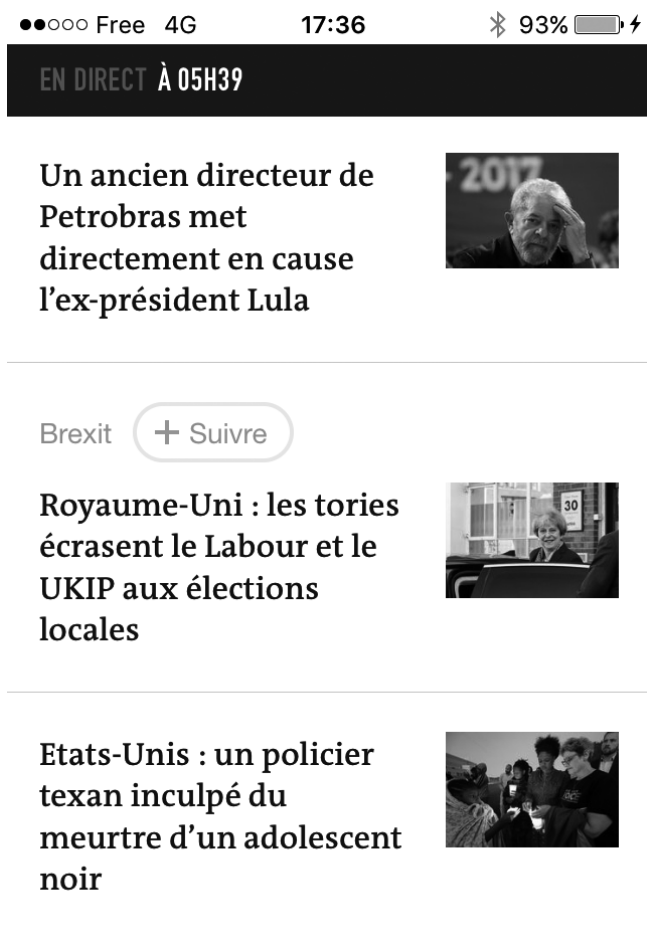 Free 4G 17:36 93%
EN DIRECT À 05H39
Un ancien directeur de
Petrobras met
directement en cause
l’ex-président Lula
2017
Brexit + Suivre
Royaume-Uni : les tories
écrasent le Labour et le
UKIP aux élections
locales
30
Etats-Unis : un policier
texan inculpé du
meurtre d’un adolescent
noir